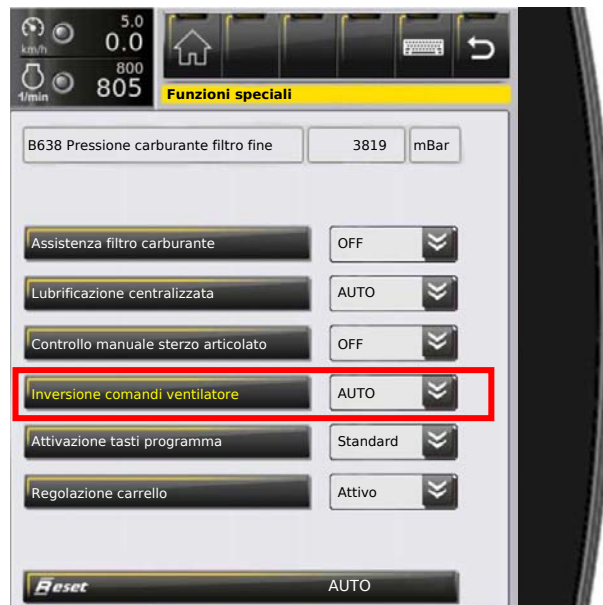 5.0
km/h 0.0
800
1/min 805
Funzioni speciali
B638 Pressione carburante filtro fine 3819 mBar
Assistenza filtro carburante OFF
Lubrificazione centralizzata AUTO
Controllo manuale sterzo articolato OFF
Inversione comandi ventilatore AUTO
Attivazione tasti programma Standard
Regolazione carrello Attivo
Reset AUTO